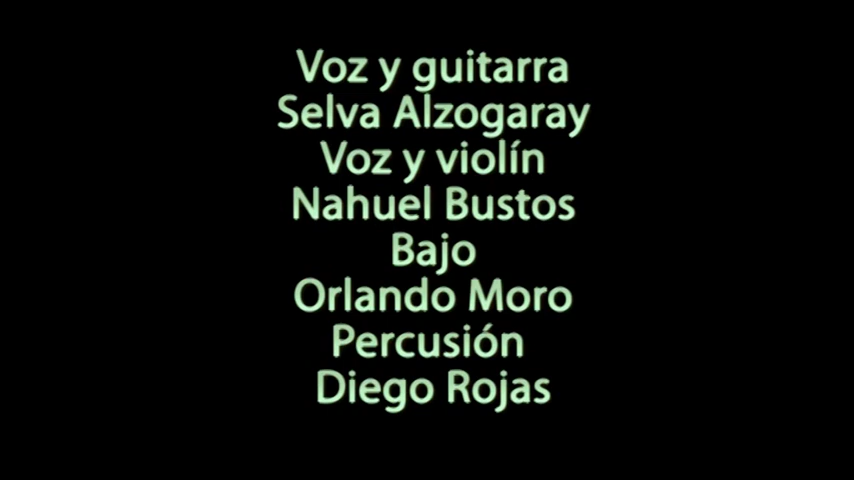 Voz y guitarra
Selva Alzogaray
Voz y violín
Nahuel Bustos
Bajo
Orlando Moro
Percusión
Diego Rojas